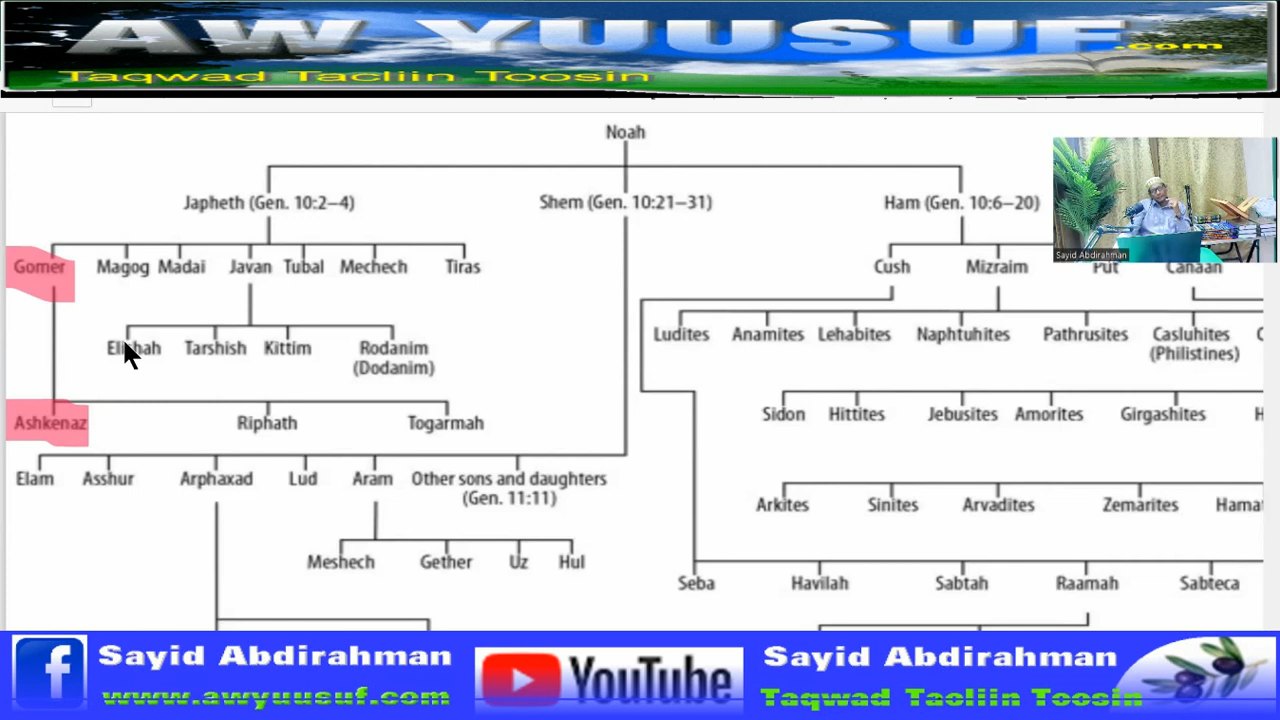 AW YUUSUF.com
Taqwad Tacliin Toosin
Noah
Japheth (Gen. 10:2–4) Shem (Gen. 10:21–31) Ham (Gen. 10:6–20)
Sayid Abdirahman
Gomer Magog Madai Javan Tubal Mechech Tiras Cush Mizraim Put Canaan
Ludites Anamites Lehabites Naphtuhites Pathrusites Casluhites
(Philistines)
Elishah Tarshish Kittim Rodanim
(Dodanim)
Sidon Hittites Jebusites Amorites Girgashites
Ashkenaz Riphath Togarmah
Elam Asshur Arphaxad Lud Aram Other sons and daughters
(Gen. 11:11)
Arkites Sinites Arvadites Zemarites Hamat
Meshech Gether Uz Hul
Seba Havilah Sabtah Raamah Sabteca
Sayid Abdirahman
www.awyuusuf.com
YouTube
Sayid Abdirahman
Taqwad Taoliin Toosin